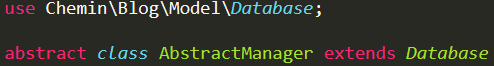 use Chemin\Blog\Model\Database;
abstract class AbstractManager extends Database